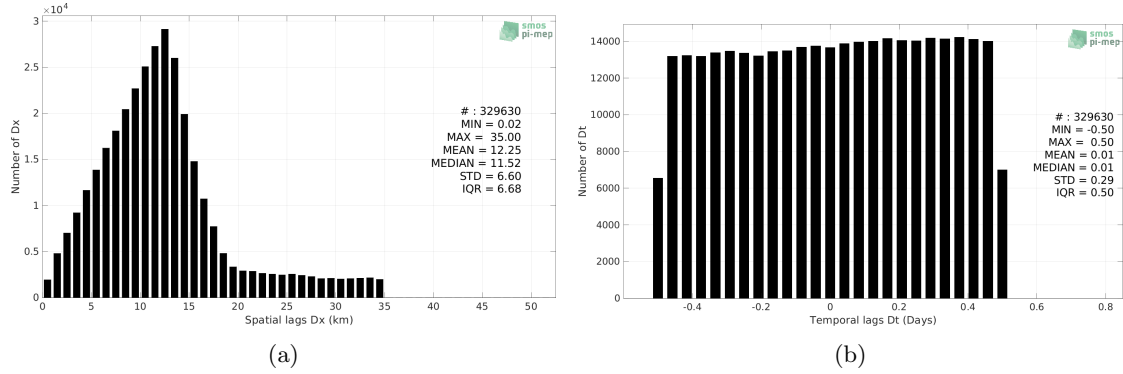 ×10⁴
3
2.5
2
1.5
1
0.5
0
Number of Dx
0 5 10 15 20 25 30 35 40 45 50
Spatial lags Dx (km)
smos
pi-mep
# : 329630
MIN = 0.02
MAX = 35.00
MEAN = 12.25
MEDIAN = 11.52
STD = 6.60
IQR = 6.68
(a)
14000
12000
10000
8000
6000
4000
2000
0
Number of Dt
-0.4 -0.2 0 0.2 0.4 0.6 0.8
Temporal lags Dt (Days)
smos
pi-mep
# : 329630
MIN = -0.50
MAX = 0.50
MEAN = 0.01
MEDIAN = 0.01
STD = 0.29
IQR = 0.50
(b)